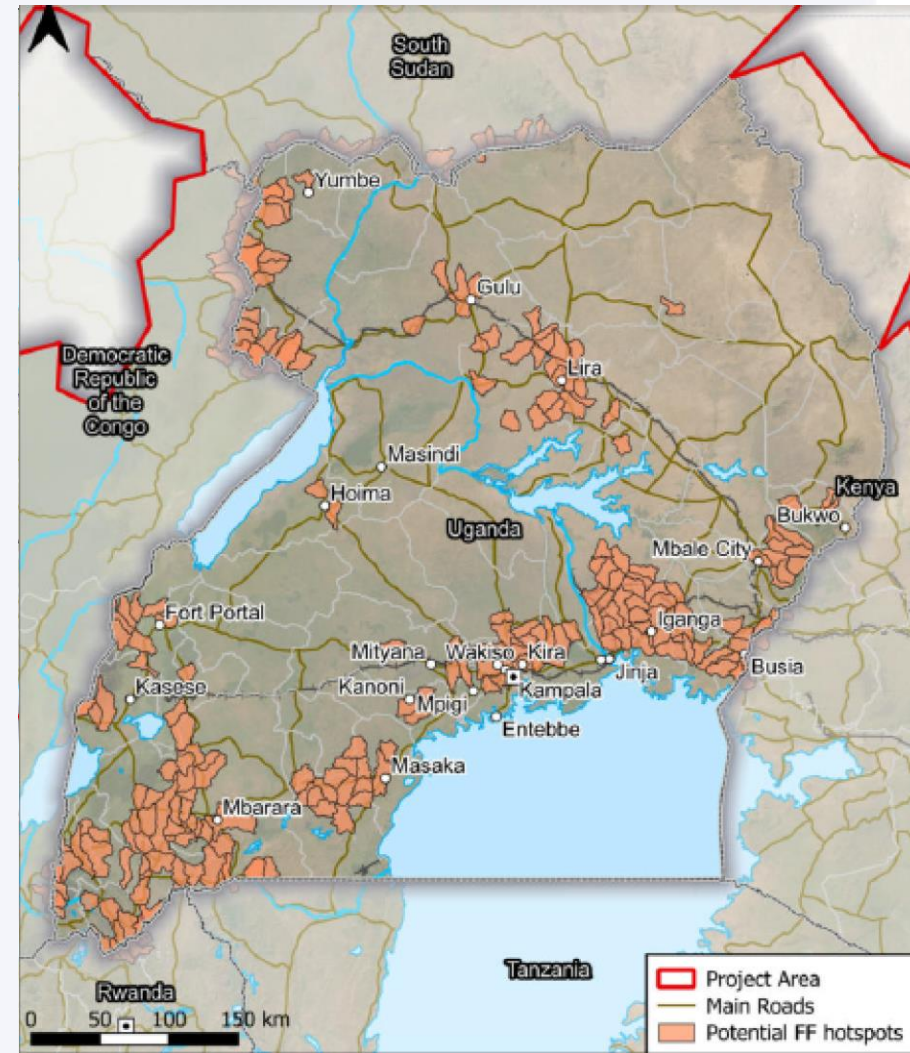 South
Sudan
Yumbe
Gulu
Democratic
Republic
of the
Congo
Lira
Masindi
Hoima
Kenya
Bukwo
Uganda
Mbale City
Fort Portal
Iganga
Mityana
Wakiso
Kira
Jinja
Busia
Kasese
Kanoni
Mpigi
Kampala
Entebbe
Masaka
Mbarara
Tanzania
Rwanda
0 50 100 150 km
Project Area
Main Roads
Potential FF hotspots